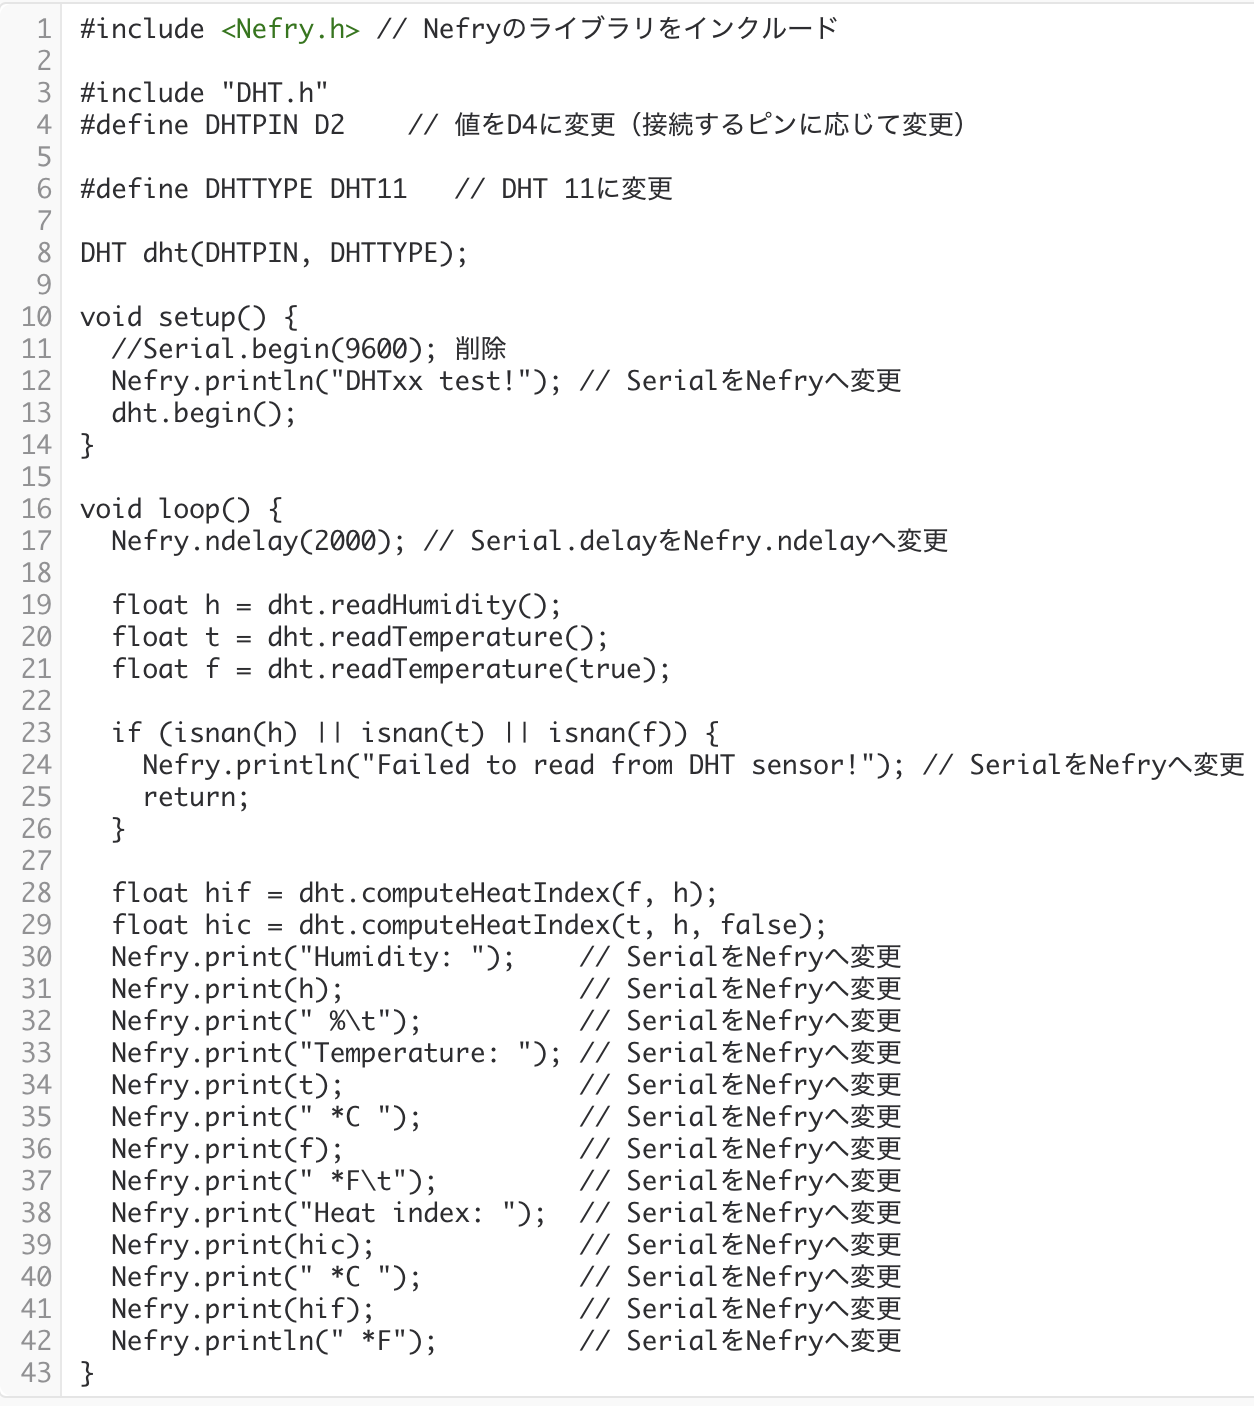 1 #include <Nefry.h> // Nefryのライブラリをインクルード
2
3 #include "DHT.h"
4 #define DHTPIN D2    // 値をD4に変更（接続するピンに応じて変更）
5
6 #define DHTTYPE DHT11   // DHT 11に変更
7
8 DHT dht(DHTPIN, DHTTYPE);
9
10 void setup() {
11   //Serial.begin(9600); 削除
12   Nefry.println("DHTxx test!"); // SerialをNefryへ変更
13   dht.begin();
14 }
15
16 void loop() {
17   Nefry.ndelay(2000); // Serial.delayをNefry.ndelayへ変更
18
19   float h = dht.readHumidity();
20   float t = dht.readTemperature();
21   float f = dht.readTemperature(true);
22
23   if (isnan(h) || isnan(t) || isnan(f)) {
24     Nefry.println("Failed to read from DHT sensor!"); // SerialをNefryへ変更
25     return;
26   }
27
28   float hif = dht.computeHeatIndex(f, h);
29   float hic = dht.computeHeatIndex(t, h, false);
30   Nefry.print("Humidity: ");    // SerialをNefryへ変更
31   Nefry.print(h);               // SerialをNefryへ変更
32   Nefry.print(" %\t");          // SerialをNefryへ変更
33   Nefry.print("Temperature: "); // SerialをNefryへ変更
34   Nefry.print(t);               // SerialをNefryへ変更
35   Nefry.print(" *C ");          // SerialをNefryへ変更
36   Nefry.print(f);               // SerialをNefryへ変更
37   Nefry.print(" *F\t");         // SerialをNefryへ変更
38   Nefry.print("Heat index: ");  // SerialをNefryへ変更
39   Nefry.print(hic);             // SerialをNefryへ変更
40   Nefry.print(" *C ");          // SerialをNefryへ変更
41   Nefry.print(hif);             // SerialをNefryへ変更
42   Nefry.println(" *F");         // SerialをNefryへ変更
43 }